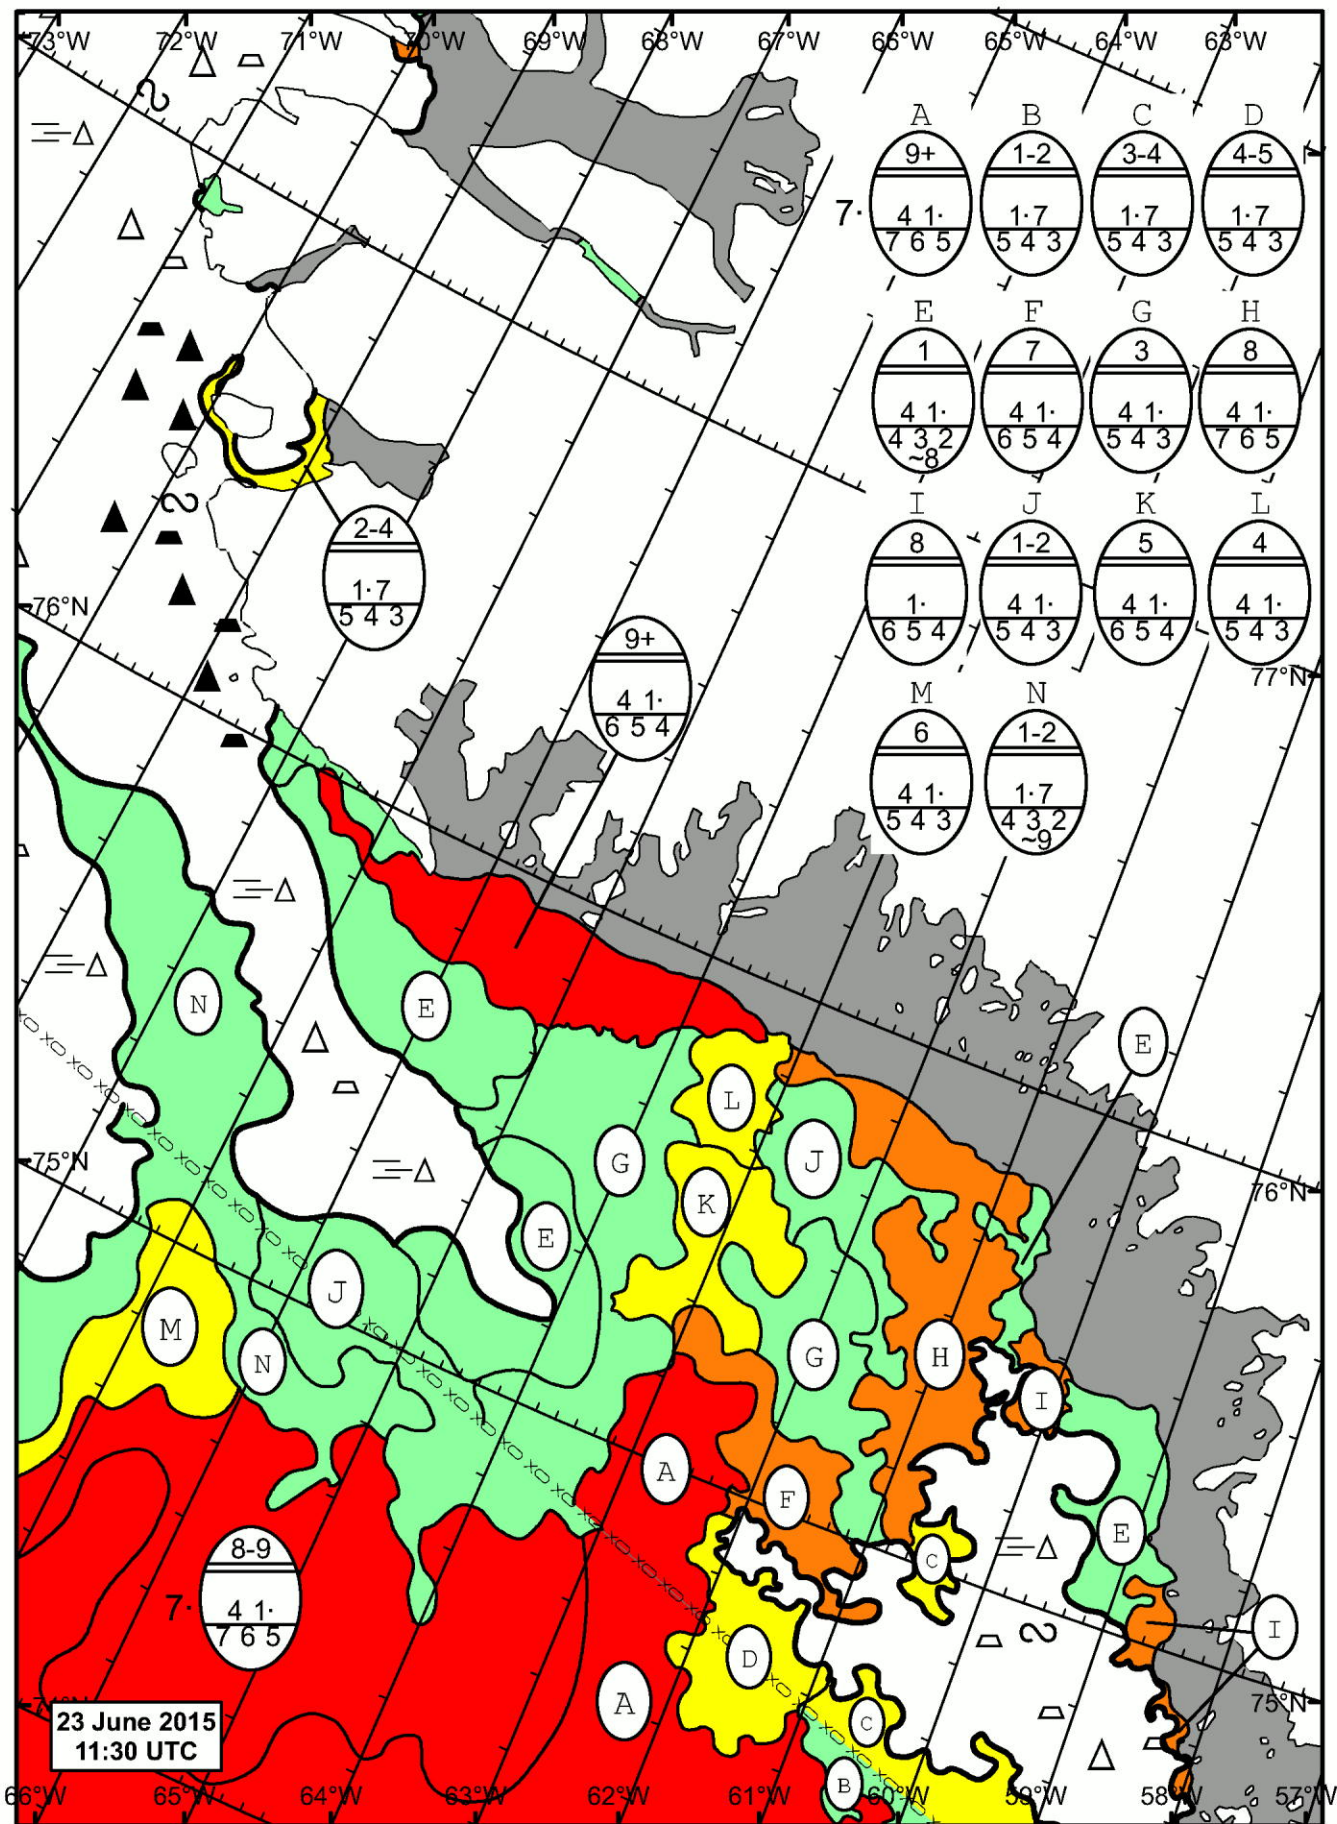 73°W 72°W 71°W 70°W 69°W 68°W 67°W 66°W 65°W 64°W 63°W
A B C D
9+ 1-2 3-4 4-5
7· 4 1· 1·7 1·7 1·7
7 6 5 5 4 3 5 4 3 5 4 3
E F G H
1 7 3 8
4 1· 4 1· 4 1· 4 1·
4 3 2 6 5 4 5 4 3 7 6 5
~8
I J K L
8 1-2 5 4
1· 4 1· 4 1· 4 1·
6 5 4 5 4 3 6 5 4 5 4 3
2-4
1·7
5 4 3
76°N
9+
4 1·
6 5 4
77°N
M N
6 1-2
4 1· 1·7
5 4 3 4 3 2
~9
N E E
L
75°N G J
K 76°N
E
J
M N G H
I
A F
E
C
8-9
7· 4 1·
7 6 5
I
D
A 75°N
C
74°N
23 June 2015
11:30 UTC
B
66°W 65°W 64°W 63°W 62°W 61°W 60°W 59°W 58°W 57°W